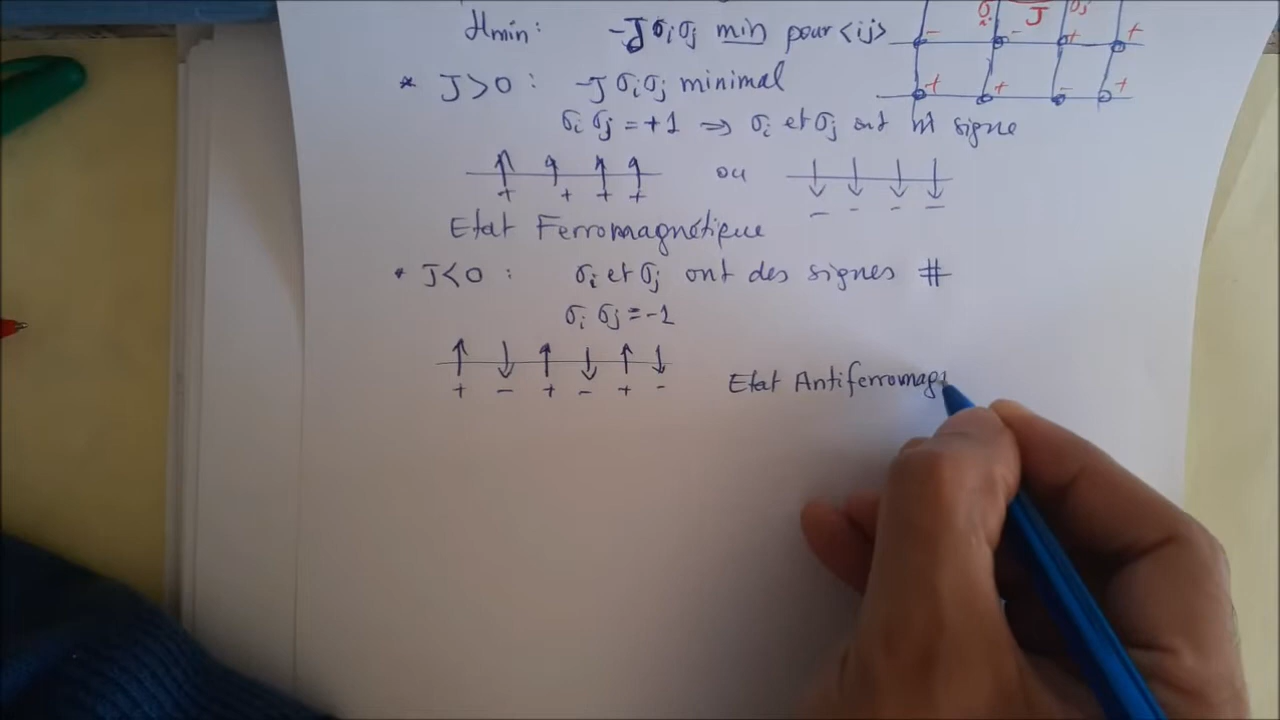 σi J σj
Hmin: -J σi σj min pour <ij>
- - + +
+ + - +
* J>0 : -J σi σj minimal
σi σj = +1 ⇒ σi et σj ont m̂ signe
ou
+ + + + - - - -
Etat Ferromagnétique
* J<0 : σi et σj ont des signes #
σi σj = -1
+ - + - + -
Etat Antiferromag